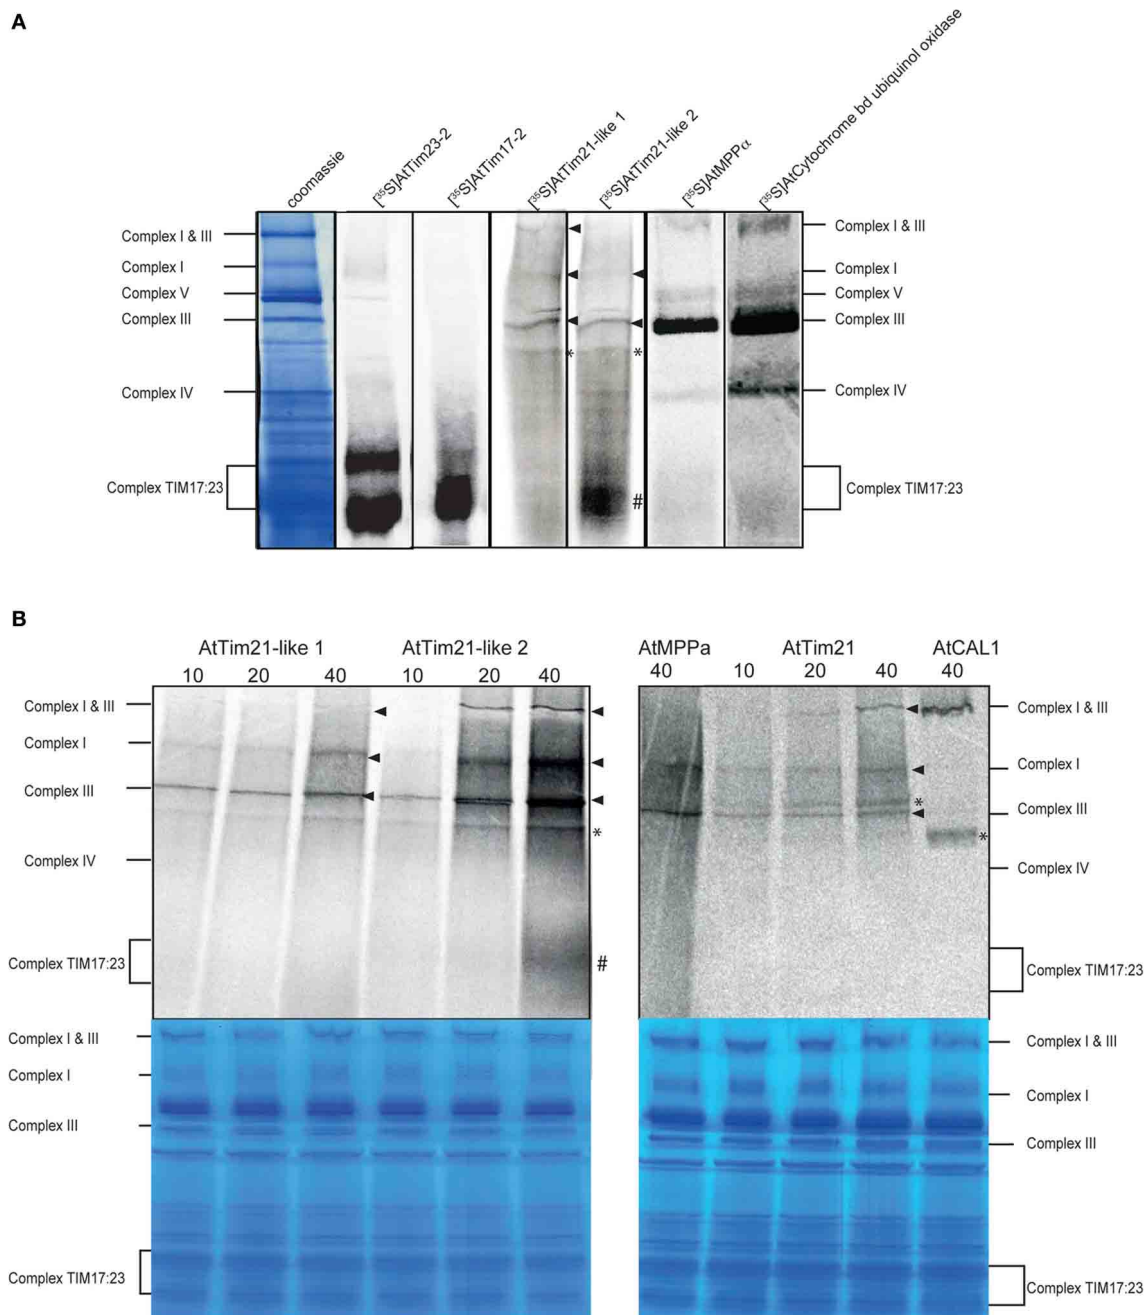 A
coomassie
[35S]AtTim23-2
[35S]AtTim17-2
[35S]AtTim21-like 1
[35S]AtTim21-like 2
[35S]AtMPPα
[35S]AtCytochrome bd ubiquinol oxidase
Complex I & III
Complex I
Complex V
Complex III
Complex IV
Complex TIM17:23
*
*
#
Complex I & III
Complex I
Complex V
Complex III
Complex IV
Complex TIM17:23
B
AtTim21-like 1 AtTim21-like 2
10 20 40 10 20 40
Complex I & III
Complex I
Complex III
Complex IV
Complex TIM17:23
*
#
Complex I & III
Complex I
Complex III
Complex TIM17:23
AtMPPa AtTim21 AtCAL1
40 10 20 40 40
*
*
Complex I & III
Complex I
Complex III
Complex IV
Complex TIM17:23
Complex I & III
Complex I
Complex III
Complex TIM17:23